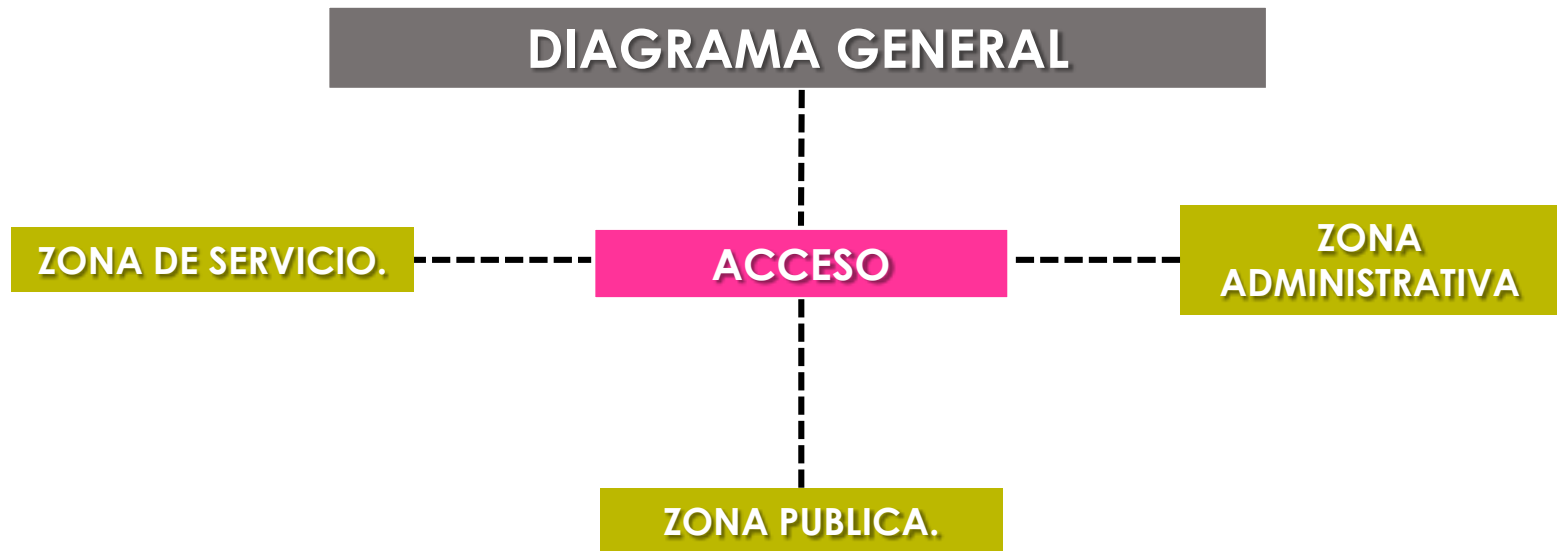 DIAGRAMA GENERAL
ZONA DE SERVICIO.
ACCESO
ZONA
ADMINISTRATIVA
ZONA PUBLICA.